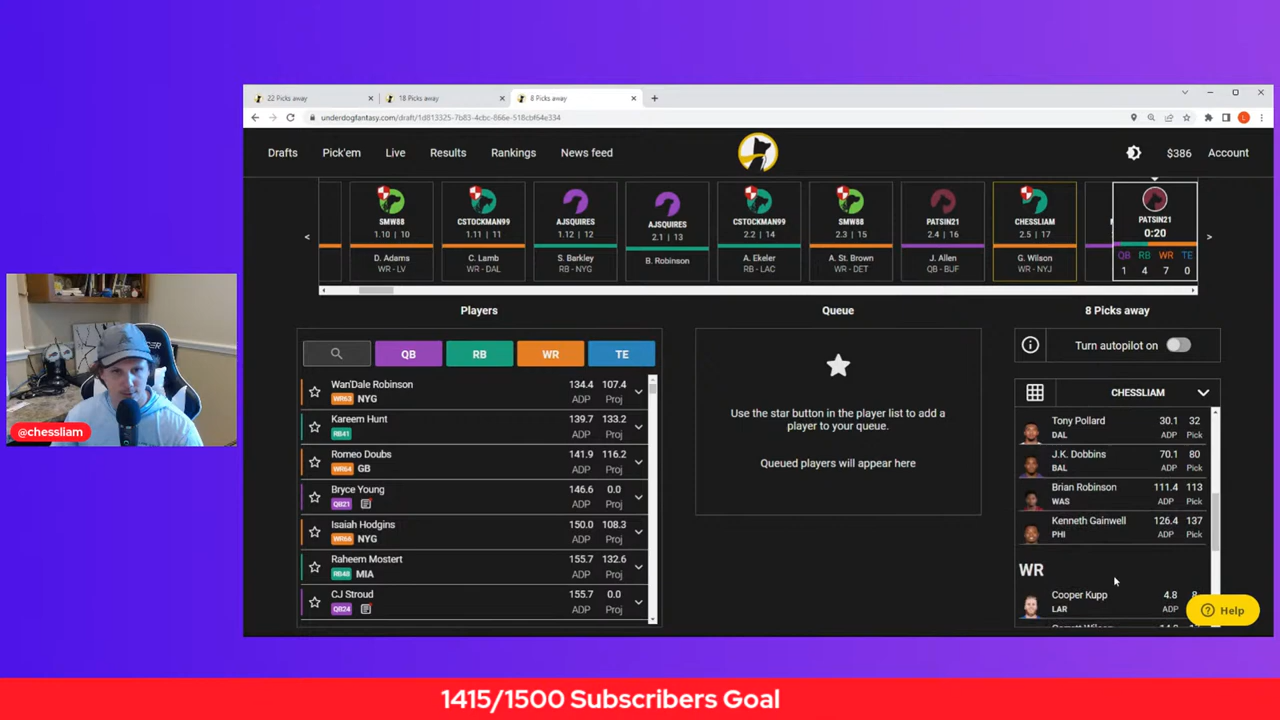 22 Picks away
18 Picks away
8 Picks away
underdogfantasy.com/draft/1d813325-7b83-4cbc-866e-518cbf64e334
Drafts Pick'em Live Results Rankings News feed $386 Account
SMW88 CSTOCKMAN99 AJSQUIRES AJSQUIRES CSTOCKMAN99 SMW88 PATSIN21 CHESSLIAM PATSIN21
1.10 | 10 1.11 | 11 1.12 | 12 2.1 | 13 2.2 | 14 2.3 | 15 2.4 | 16 2.5 | 17 0:20
D. Adams C. Lamb S. Barkley B. Robinson A. Ekeler A. St. Brown J. Allen G. Wilson QB RB WR TE
WR - LV WR - DAL RB - NYG RB - LAC WR - DET QB - BUF WR - NYJ 1 4 7 0
Players Queue 8 Picks away
QB RB WR TE
Turn autopilot on
CHESSLIAM
Wan'Dale Robinson 134.4 107.4
WR63 NYG ADP Proj
Kareem Hunt 139.7 133.2
RB41 ADP Proj
Romeo Doubs 141.9 116.2
WR64 GB ADP Proj
Bryce Young 146.6 0.0
QB21 ADP Proj
Isaiah Hodgins 150.0 108.3
WR66 NYG ADP Proj
Raheem Mostert 155.7 132.6
RB48 MIA ADP Proj
CJ Stroud 155.7 0.0
QB24 ADP Proj
Use the star button in the player list to add a
player to your queue.
Queued players will appear here
Tony Pollard 30.1 32
DAL ADP Pick
J.K. Dobbins 70.1 80
BAL ADP Pick
Brian Robinson 111.4 113
WAS ADP Pick
Kenneth Gainwell 126.4 137
PHI ADP Pick
WR
Cooper Kupp 4.8 8
LAR ADP
Help
@chessliam
1415/1500 Subscribers Goal